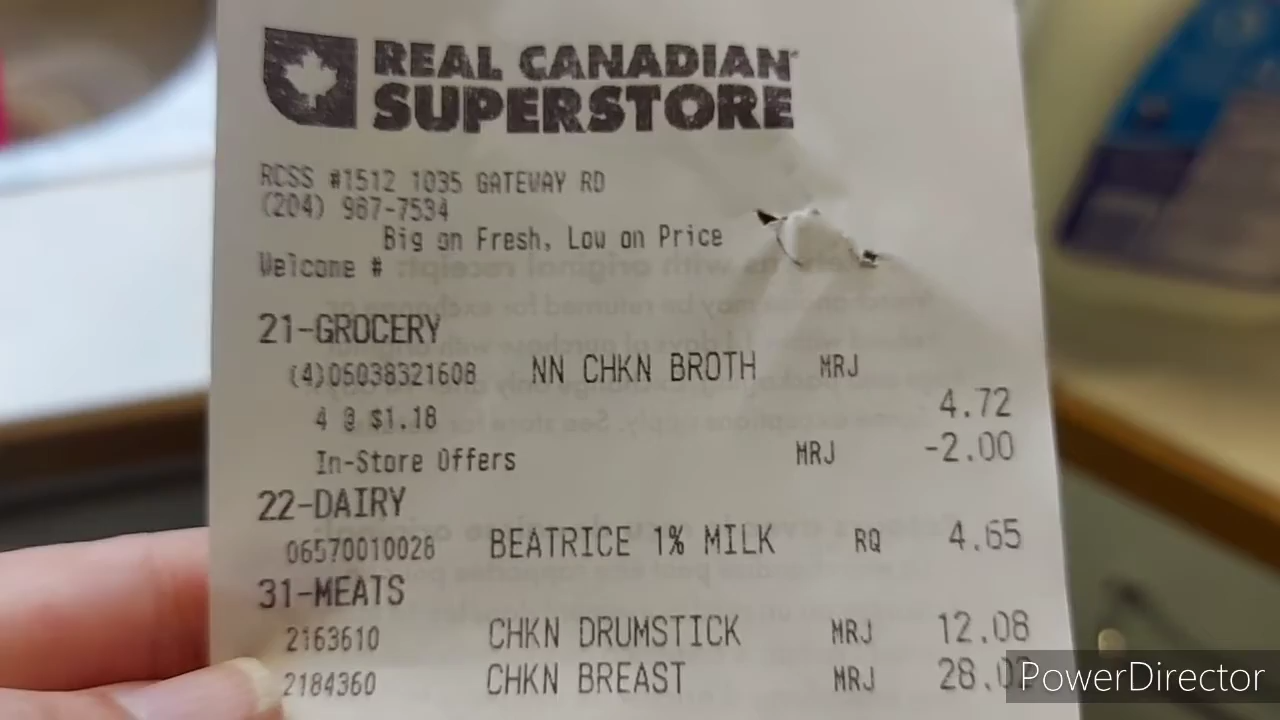 REAL CANADIAN
SUPERSTORE
RCSS #1512 1035 GATEWAY RD
(204) 987-7534
Big on Fresh, Low on Price
Welcome #
21-GROCERY
(4)05038321608 NN CHKN BROTH MRJ
4 @ $1.18 4.72
In-Store Offers MRJ -2.00
22-DAIRY
06570010028 BEATRICE 1% MILK RQ 4.65
31-MEATS
2163610 CHKN DRUMSTICK MRJ 12.08
2184360 CHKN BREAST MRJ 28.02
PowerDirector